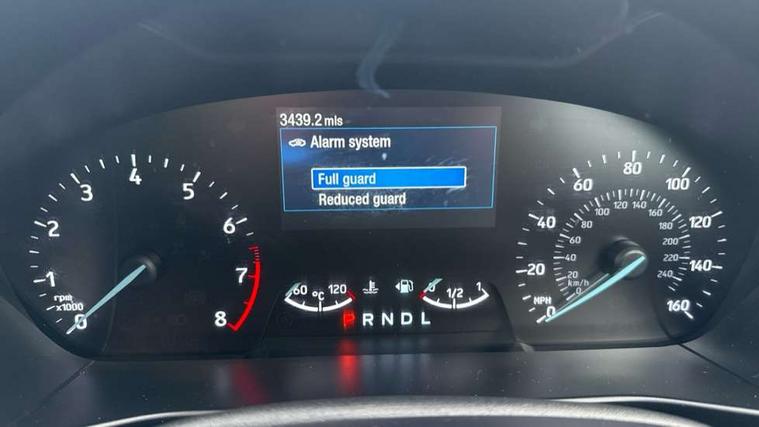 3439.2 mls
Alarm system
Full guard
Reduced guard
0 1 2 3 4 5 6 7 8
rpm
x1000
60 °C 120
0 1/2 1
P R N D L
0 20 40 60 80 100 120 140 160
MPH
0 20 40 60 80 100 120 140 160 180 200 220 240
km/h